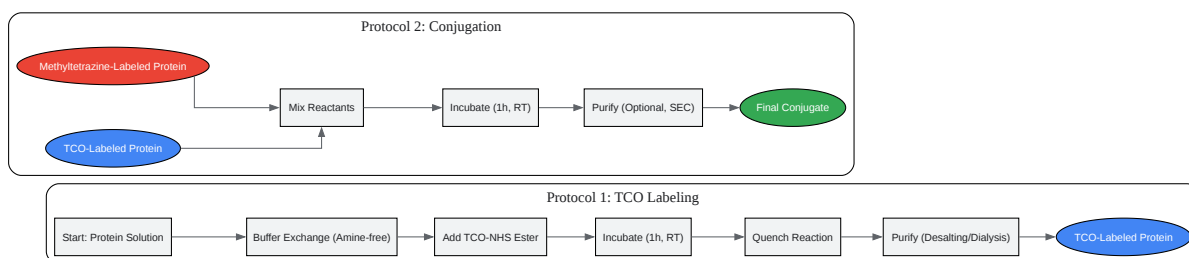 Protocol 2: Conjugation
Methyltetrazine-Labeled Protein
Mix Reactants
Incubate (1h, RT)
Purify (Optional, SEC)
Final Conjugate
TCO-Labeled Protein
Protocol 1: TCO Labeling
Start: Protein Solution
Buffer Exchange (Amine-free)
Add TCO-NHS Ester
Incubate (1h, RT)
Quench Reaction
Purify (Desalting/Dialysis)
TCO-Labeled Protein